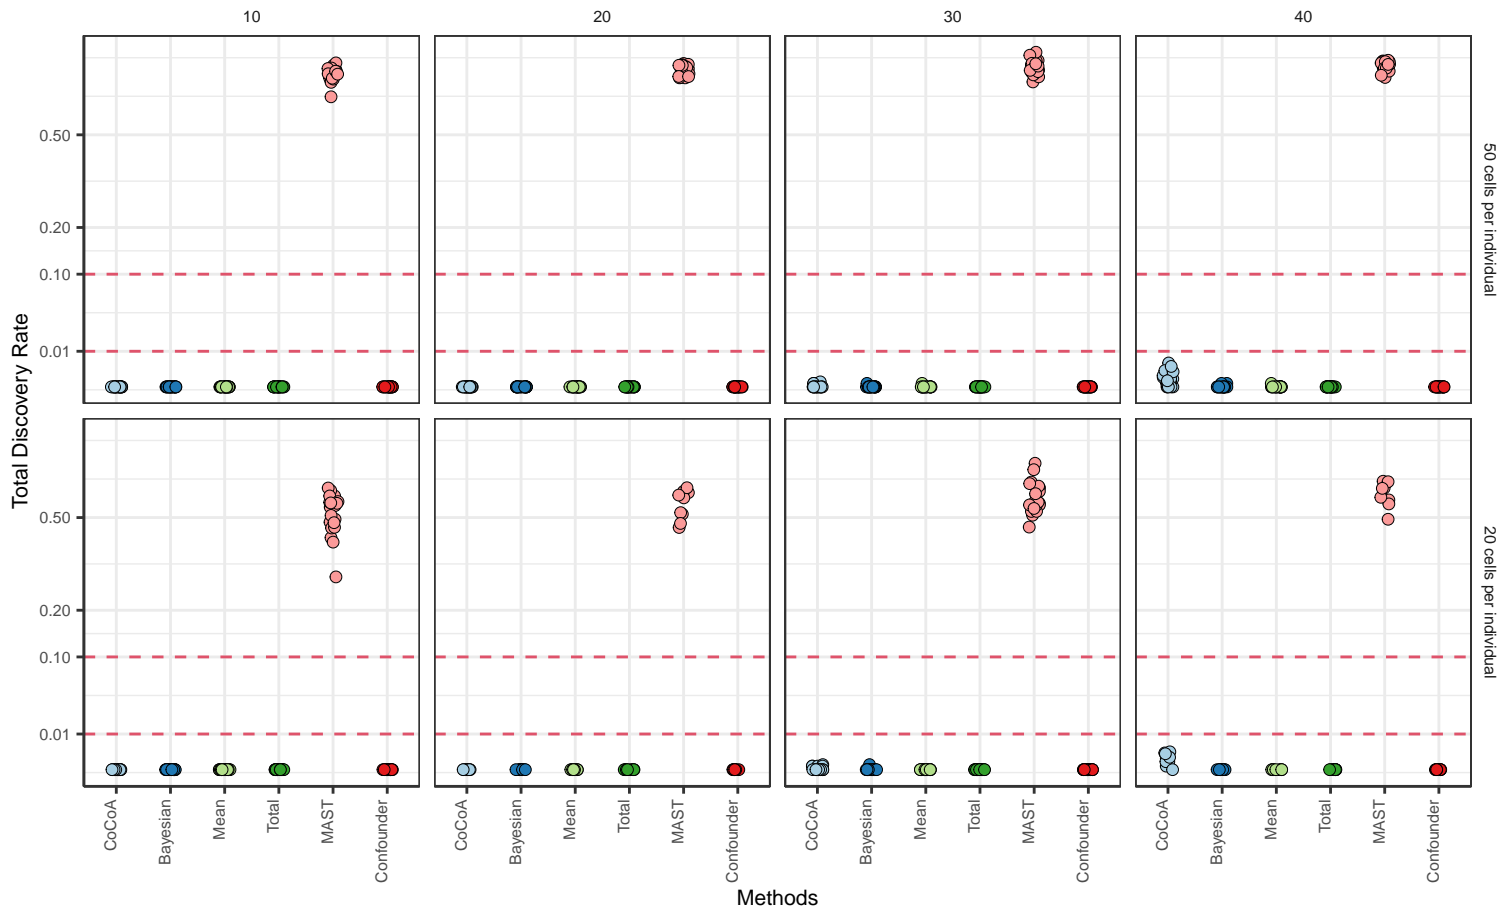 10 20 30 40
Total Discovery Rate
0.50
0.20
0.10
0.01
50 cells per individual
0.50
0.20
0.10
0.01
20 cells per individual
CoCoA Bayesian Mean Total MAST Confounder CoCoA Bayesian Mean Total MAST Confounder CoCoA Bayesian Mean Total MAST Confounder CoCoA Bayesian Mean Total MAST Confounder
Methods